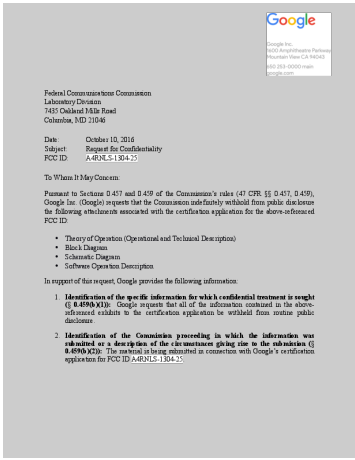 Google
Google Inc.
1600 Amphitheatre Parkway
Mountain View CA 94043
650 253-0000 main
google.com
Federal Communications Commission
Laboratory Division
7435 Oakland Mills Road
Columbia, MD 21046
Date: October 10, 2016
Subject: Request for Confidentiality
FCC ID: A4RNLS-1304-25
To Whom It May Concern:
Pursuant to Sections 0.457 and 0.459 of the Commission's rules (47 CFR §§ 0.457, 0.459),
Google Inc. (Google) requests that the Commission indefinitely withhold from public disclosure
the following attachments associated with the certification application for the above-referenced
FCC ID:
• Theory of Operation (Operational and Technical Description)
• Block Diagram
• Schematic Diagram
• Software Operation Description
In support of this request, Google provides the following information:
1. Identification of the specific information for which confidential treatment is sought
(§ 0.459(b)(1)): Google requests that all of the information contained in the above-
referenced exhibits to the certification application be withheld from routine public
disclosure.
2. Identification of the Commission proceeding in which the information was
submitted or a description of the circumstances giving rise to the submission (§
0.459(b)(2)): The material is being submitted in connection with Google's certification
application for FCC ID A4RNLS-1304-25.